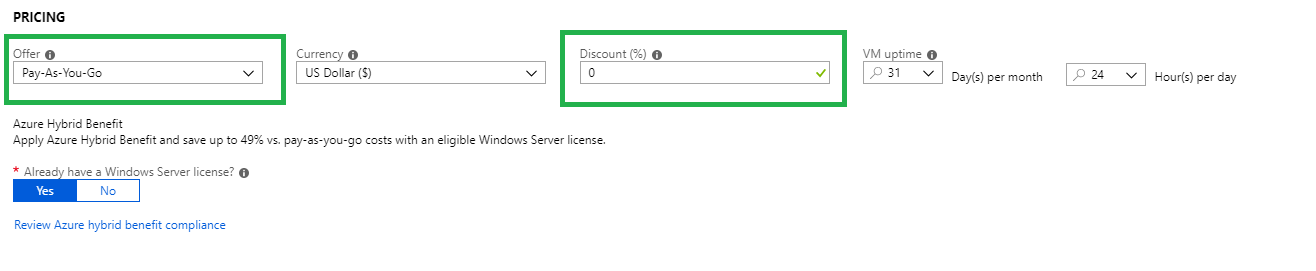 PRICING
Offer Currency Discount (%) VM uptime
Pay-As-You-Go US Dollar ($) 0 31 Day(s) per month 24 Hour(s) per day
Azure Hybrid Benefit
Apply Azure Hybrid Benefit and save up to 49% vs. pay-as-you-go costs with an eligible Windows Server license.
* Already have a Windows Server license?
Yes No
Review Azure hybrid benefit compliance